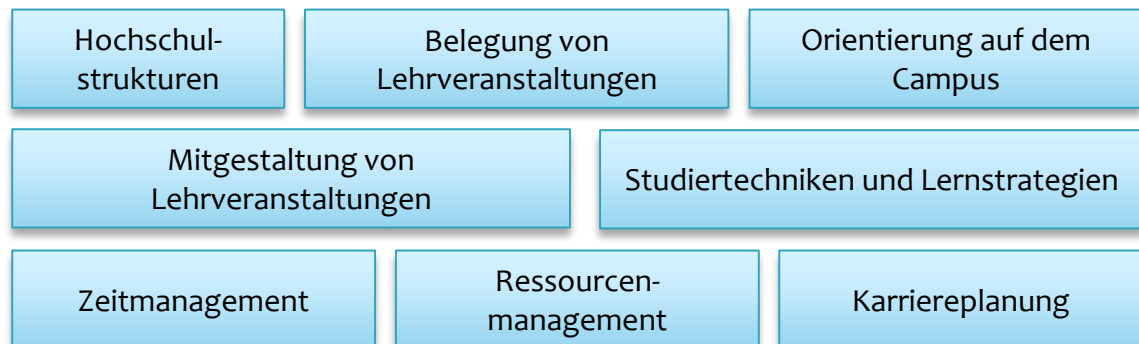 Hochschul-
strukturen
Belegung von
Lehrveranstaltungen
Orientierung auf dem
Campus
Mitgestaltung von
Lehrveranstaltungen
Studiertechniken und Lernstrategien
Zeitmanagement
Ressourcen-
management
Karriereplanung